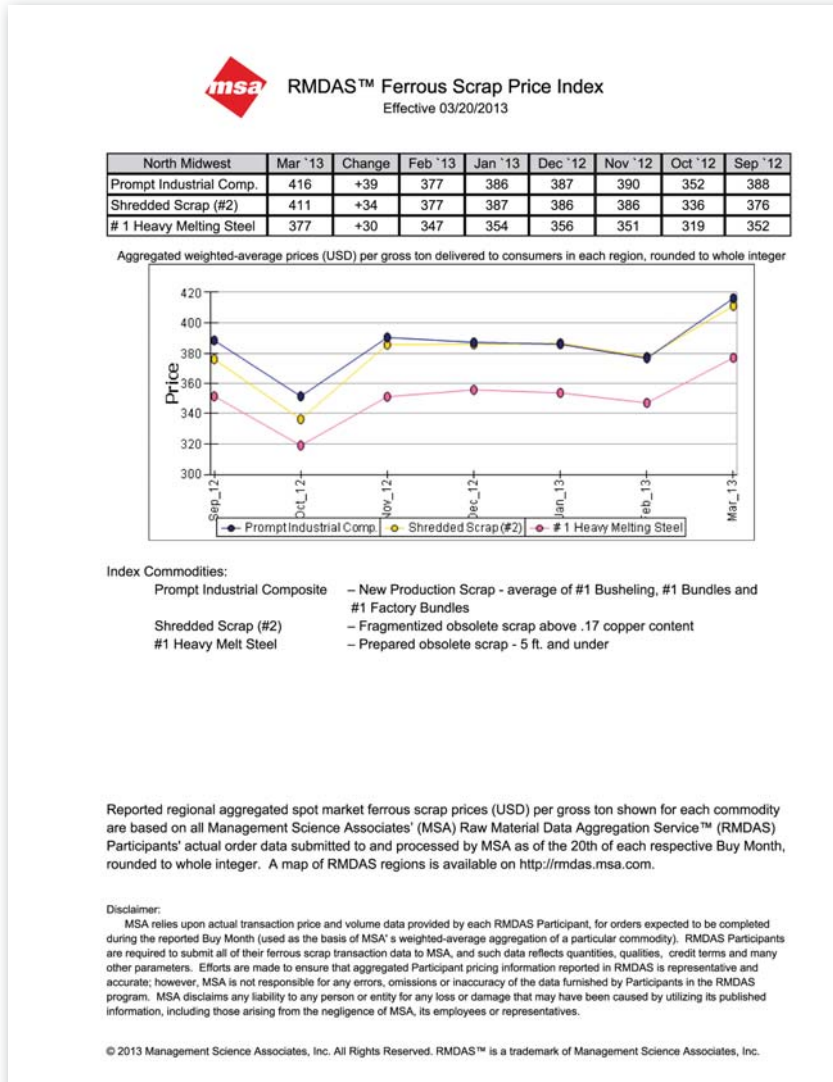 msa
RMDAS™ Ferrous Scrap Price Index
Effective 03/20/2013
North Midwest Mar `13 Change Feb `13 Jan `13 Dec `12 Nov `12 Oct `12 Sep `12
Prompt Industrial Comp. 416 +39 377 386 387 390 352 388
Shredded Scrap (#2) 411 +34 377 387 386 386 336 376
# 1 Heavy Melting Steel 377 +30 347 354 356 351 319 352
Aggregated weighted-average prices (USD) per gross ton delivered to consumers in each region, rounded to whole integer
Price
420
400
380
360
340
320
300
Sep_12 Oct_12 Nov_12 Dec_12 Jan_13 Feb_13 Mar_13
Prompt Industrial Comp. Shredded Scrap (#2) # 1 Heavy Melting Steel
Index Commodities:
Prompt Industrial Composite – New Production Scrap - average of #1 Busheling, #1 Bundles and
#1 Factory Bundles
Shredded Scrap (#2) – Fragmentized obsolete scrap above .17 copper content
#1 Heavy Melt Steel – Prepared obsolete scrap - 5 ft. and under
Reported regional aggregated spot market ferrous scrap prices (USD) per gross ton shown for each commodity
are based on all Management Science Associates' (MSA) Raw Material Data Aggregation Service™ (RMDAS)
Participants' actual order data submitted to and processed by MSA as of the 20th of each respective Buy Month,
rounded to whole integer. A map of RMDAS regions is available on http://rmdas.msa.com.
Disclaimer:
MSA relies upon actual transaction price and volume data provided by each RMDAS Participant, for orders expected to be completed
during the reported Buy Month (used as the basis of MSA' s weighted-average aggregation of a particular commodity). RMDAS Participants
are required to submit all of their ferrous scrap transaction data to MSA, and such data reflects quantities, qualities, credit terms and many
other parameters. Efforts are made to ensure that aggregated Participant pricing information reported in RMDAS is representative and
accurate; however, MSA is not responsible for any errors, omissions or inaccuracy of the data furnished by Participants in the RMDAS
program. MSA disclaims any liability to any person or entity for any loss or damage that may have been caused by utilizing its published
information, including those arising from the negligence of MSA, its employees or representatives.
© 2013 Management Science Associates, Inc. All Rights Reserved. RMDAS™ is a trademark of Management Science Associates, Inc.